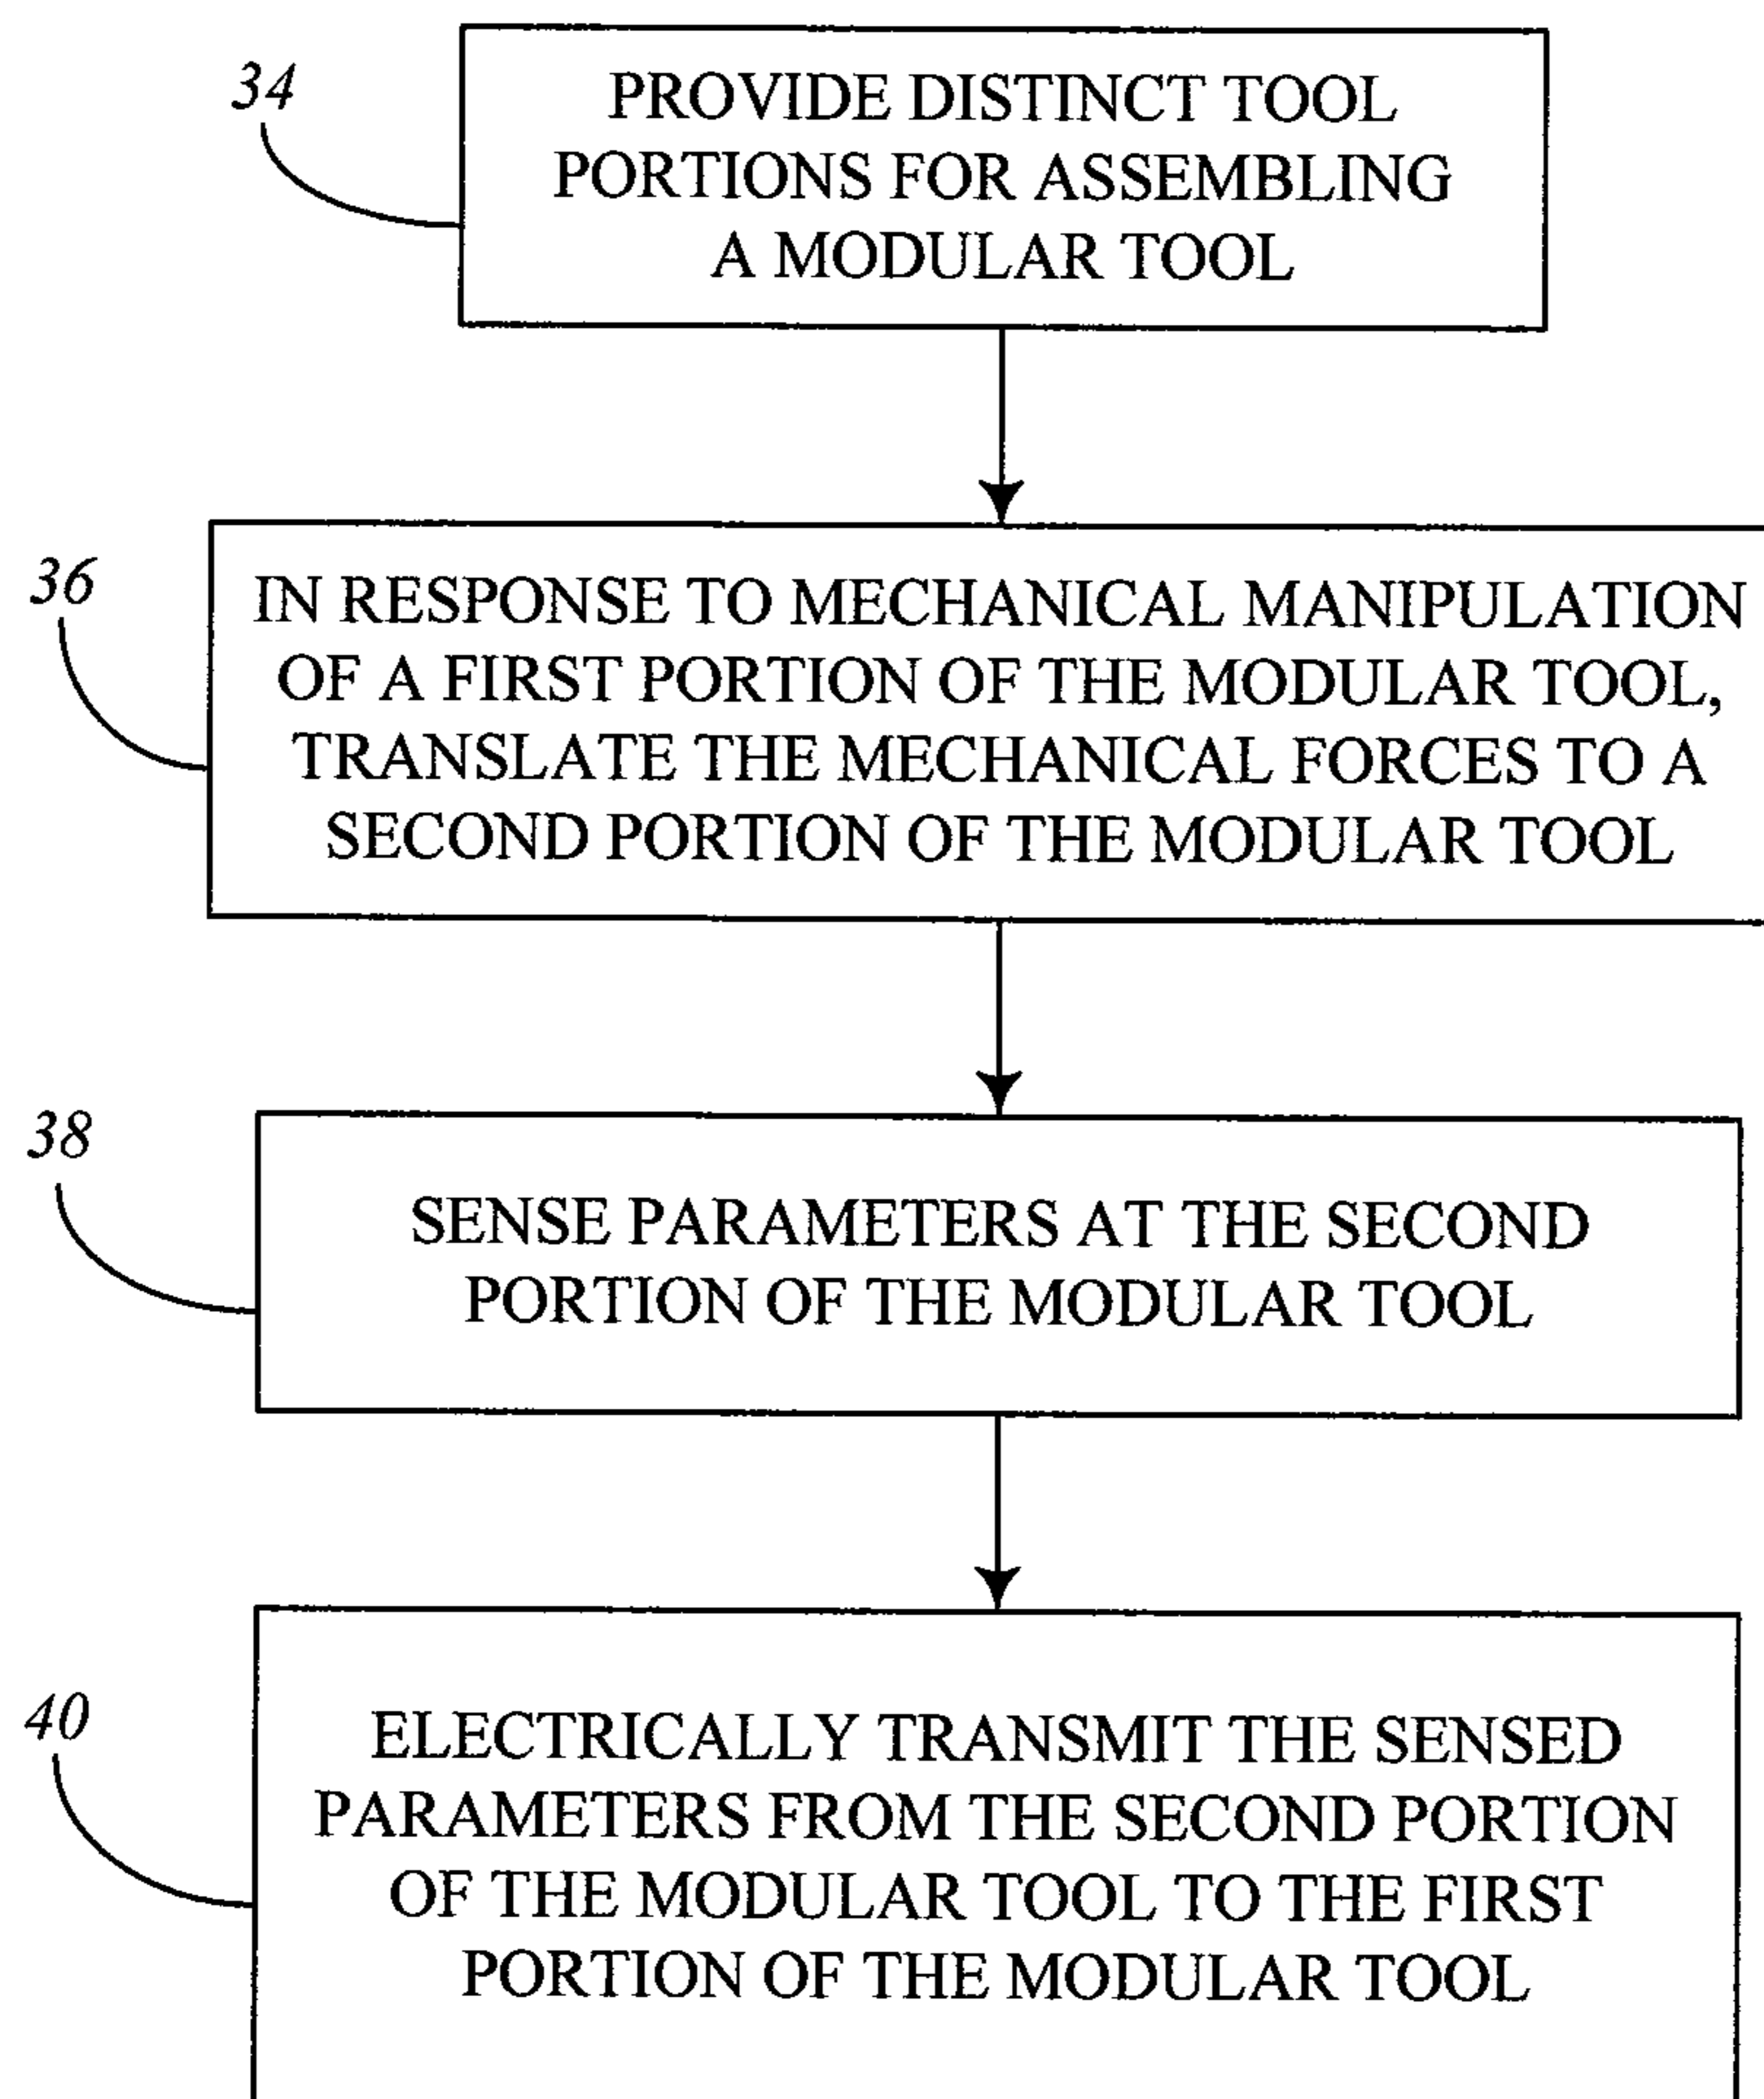 34
PROVIDE DISTINCT TOOL
PORTIONS FOR ASSEMBLING
A MODULAR TOOL
36
IN RESPONSE TO MECHANICAL MANIPULATION
OF A FIRST PORTION OF THE MODULAR TOOL,
TRANSLATE THE MECHANICAL FORCES TO A
SECOND PORTION OF THE MODULAR TOOL
38
SENSE PARAMETERS AT THE SECOND
PORTION OF THE MODULAR TOOL
40
ELECTRICALLY TRANSMIT THE SENSED
PARAMETERS FROM THE SECOND PORTION
OF THE MODULAR TOOL TO THE FIRST
PORTION OF THE MODULAR TOOL